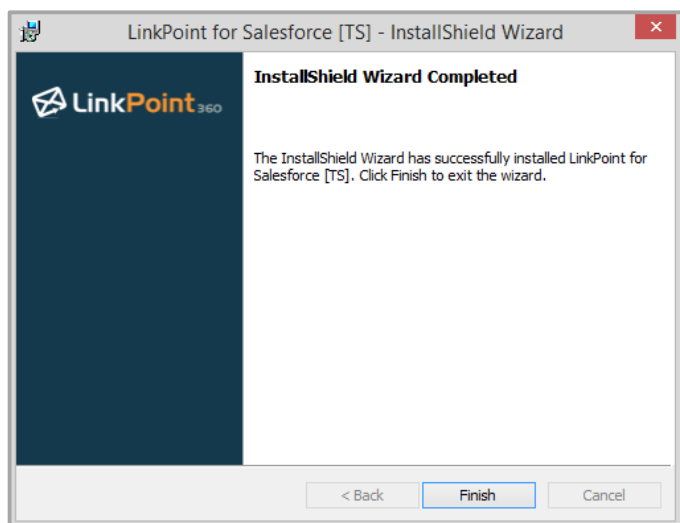 LinkPoint for Salesforce [TS] - InstallShield Wizard
LinkPoint360
InstallShield Wizard Completed
The InstallShield Wizard has successfully installed LinkPoint for
Salesforce [TS]. Click Finish to exit the wizard.
< Back Finish Cancel